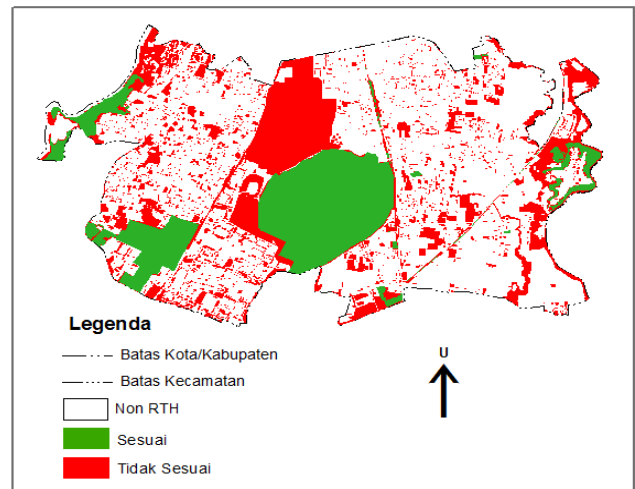 Legenda
Batas Kota/Kabupaten
Batas Kecamatan
Non RTH
Sesuai
Tidak Sesuai
U